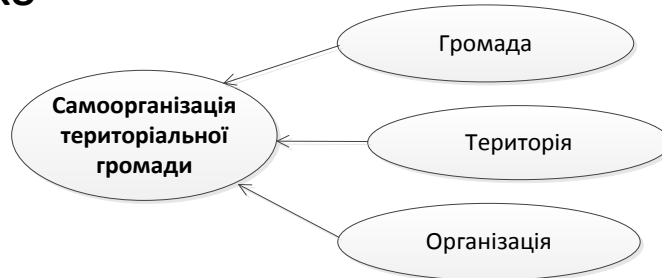 Громада
Самоорганізація
територіальної
громади
Територія
Організація